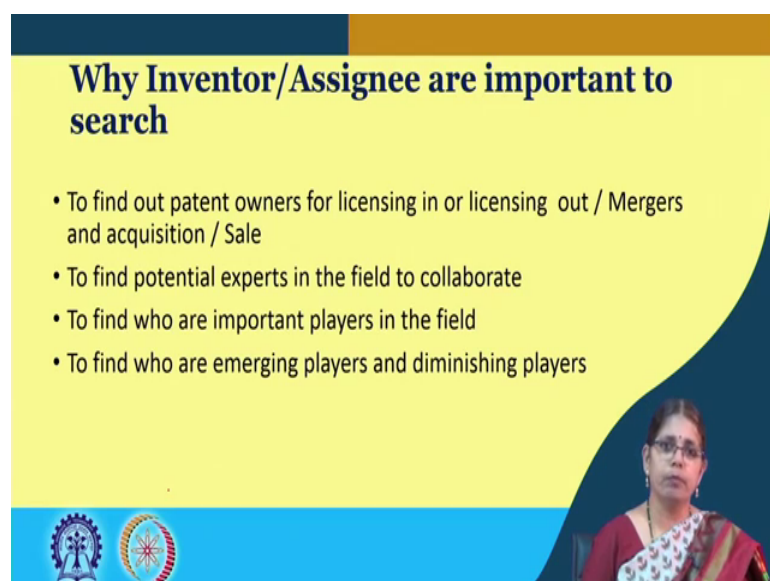 Why Inventor/Assignee are important to
search
• To find out patent owners for licensing in or licensing out / Mergers
and acquisition / Sale
• To find potential experts in the field to collaborate
• To find who are important players in the field
• To find who are emerging players and diminishing players